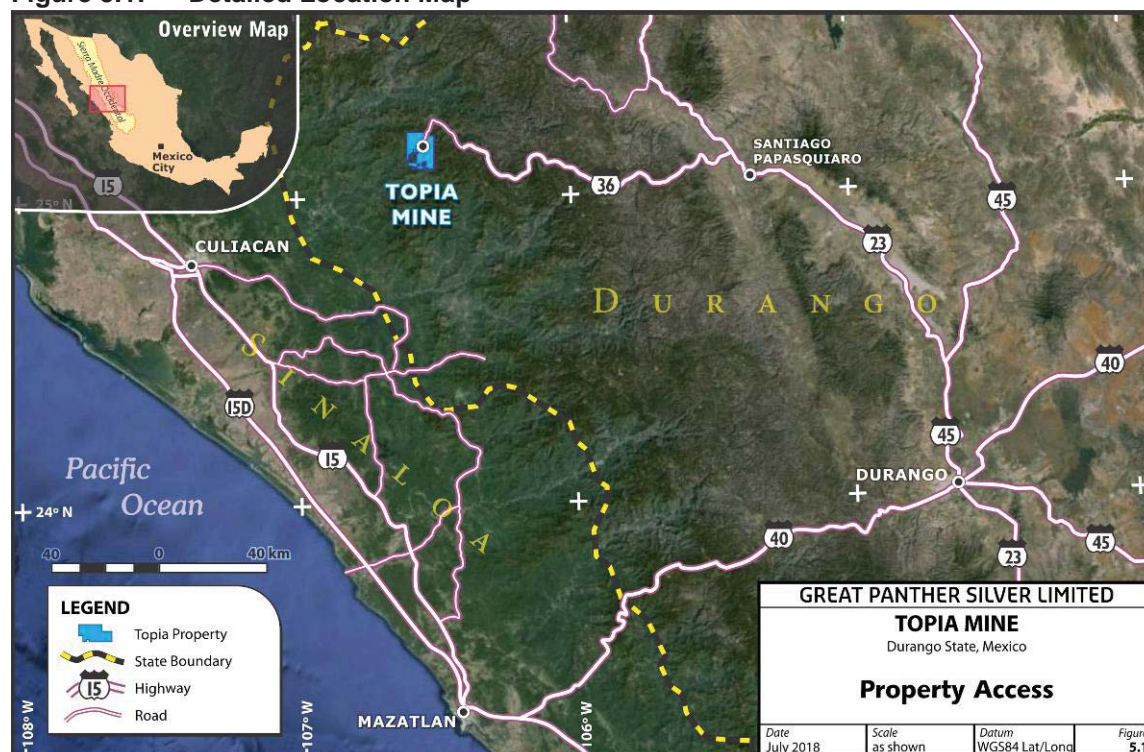 Detailed Location Map
Overview Map
Sierra Madre Occidental
Mexico
City
15
25° N
CULIACAN
TOPIA
MINE
36
SANTIAGO
PAPASQUIARO
45
23
DURANGO
40
SINALOA
15D
15
45
Pacific
Ocean
24° N
DURANGO
40
23
45
40 0 40 km
LEGEND
Topia Property
State Boundary
15
Highway
Road
MAZATLAN
108° W
107° W
106° W
GREAT PANTHER SILVER LIMITED
TOPIA MINE
Durango State, Mexico
Property Access
Date
July 2018
Scale
as shown
Datum
WGS84 Lat/Long